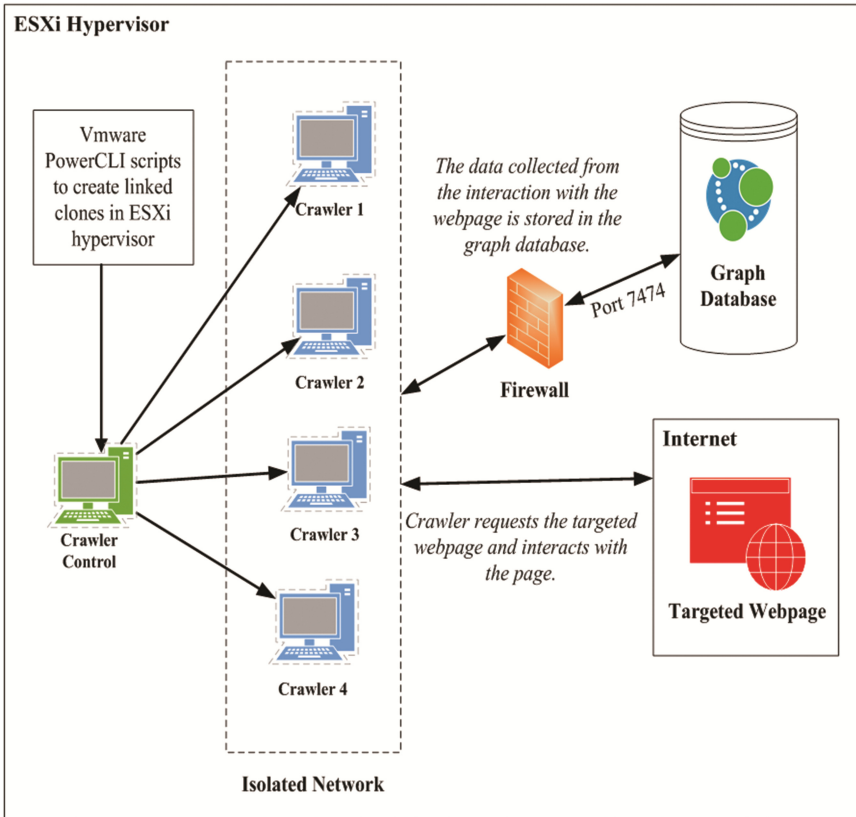 ESXi Hypervisor
Vmware
PowerCLI scripts
to create linked
clones in ESXi
hypervisor
Crawler 1
Crawler 2
Crawler 3
Crawler 4
Crawler
Control
Isolated Network
The data collected from
the interaction with the
webpage is stored in the
graph database.
Firewall
Port 7474
Graph
Database
Internet
Targeted Webpage
Crawler requests the targeted
webpage and interacts with
the page.